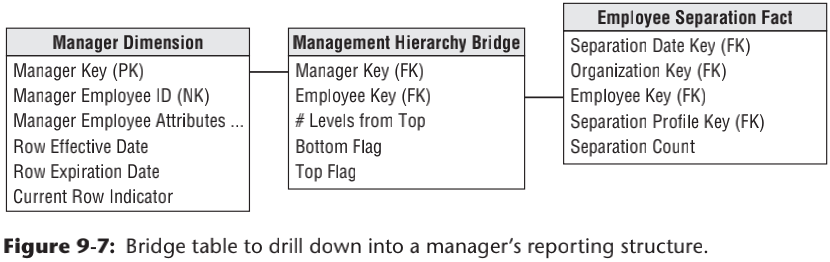 Manager Dimension
Manager Key (PK)
Manager Employee ID (NK)
Manager Employee Attributes ...
Row Effective Date
Row Expiration Date
Current Row Indicator
Management Hierarchy Bridge
Manager Key (FK)
Employee Key (FK)
# Levels from Top
Bottom Flag
Top Flag
Employee Separation Fact
Separation Date Key (FK)
Organization Key (FK)
Employee Key (FK)
Separation Profile Key (FK)
Separation Count
Figure 9-7: Bridge table to drill down into a manager’s reporting structure.